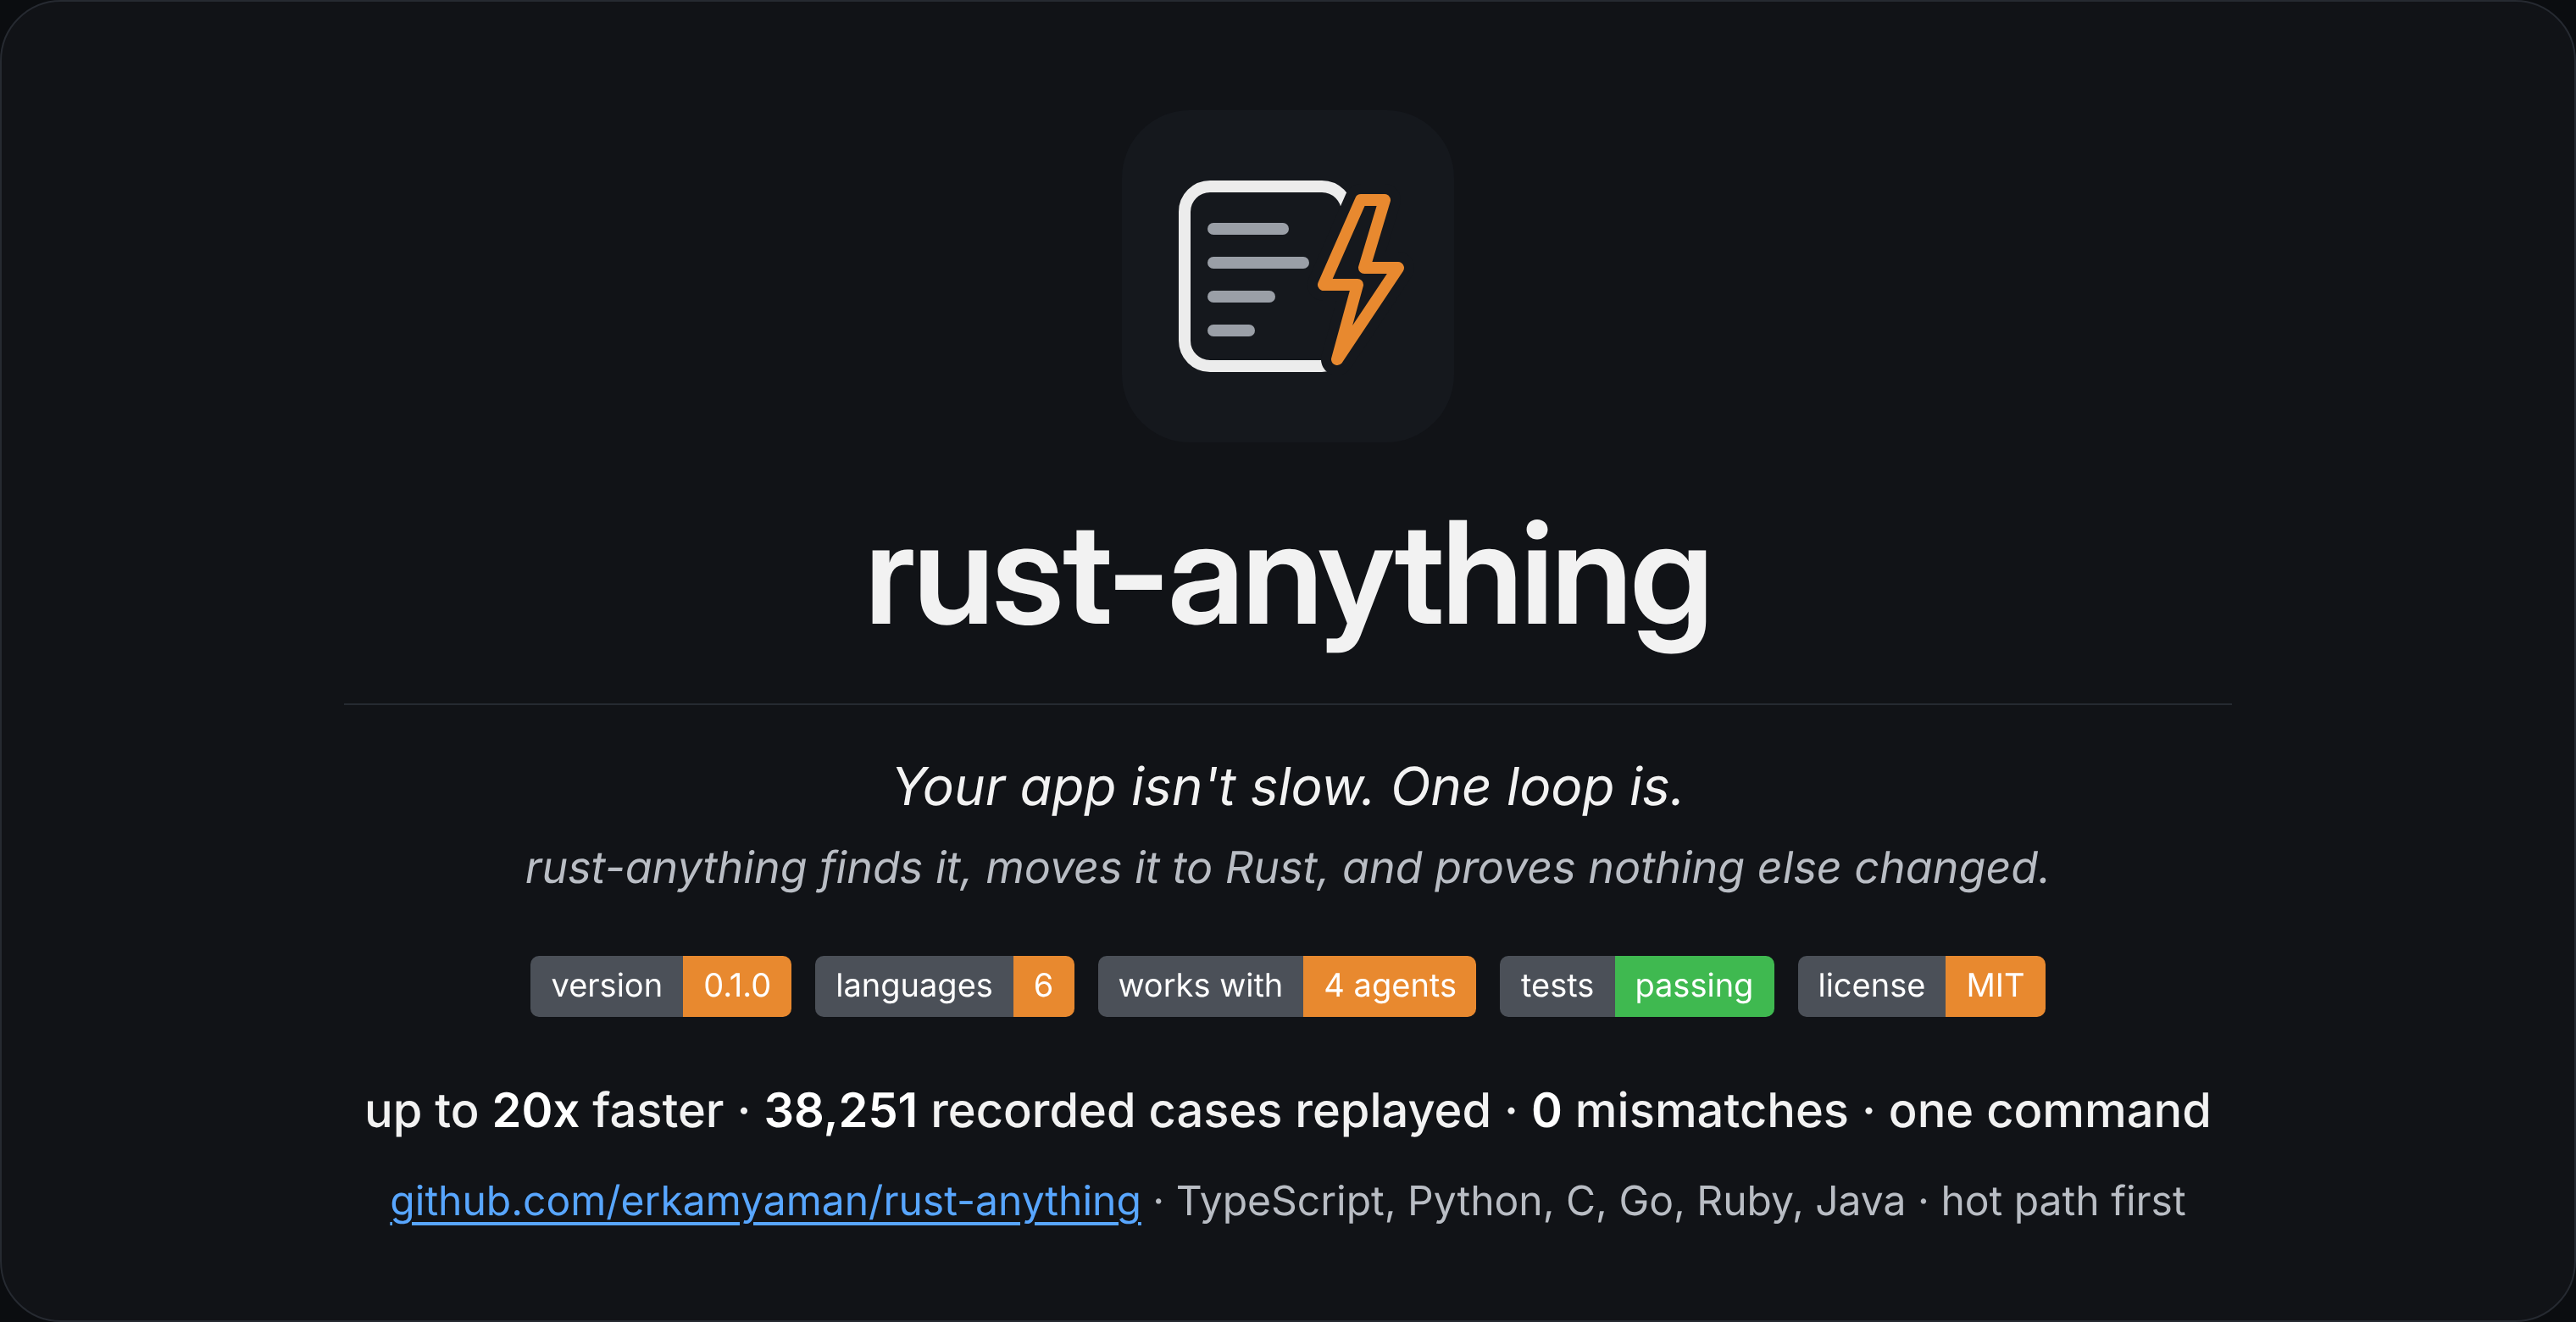 rust-anything
Your app isn't slow. One loop is.
rust-anything finds it, moves it to Rust, and proves nothing else changed.
version 0.1.0 languages 6 works with 4 agents tests passing license MIT
up to 20x faster · 38,251 recorded cases replayed · 0 mismatches · one command
github.com/erkamyaman/rust-anything · TypeScript, Python, C, Go, Ruby, Java · hot path first